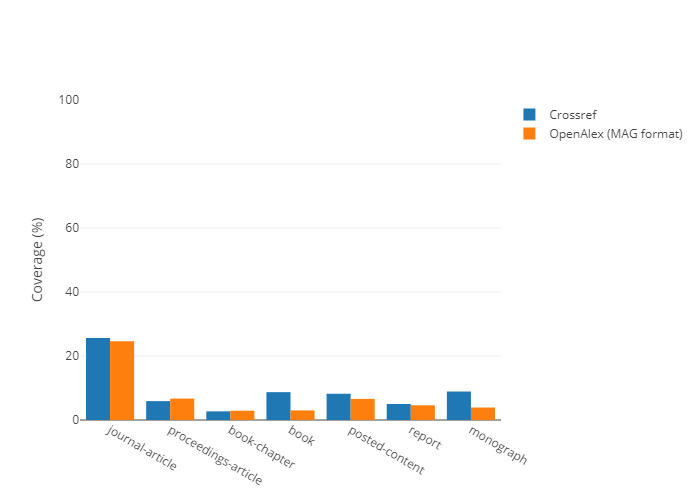 100
80
60
40
20
0
Coverage (%)
journal-article
proceedings-article
book-chapter
book
posted-content
report
monograph
Crossref
OpenAlex (MAG format)